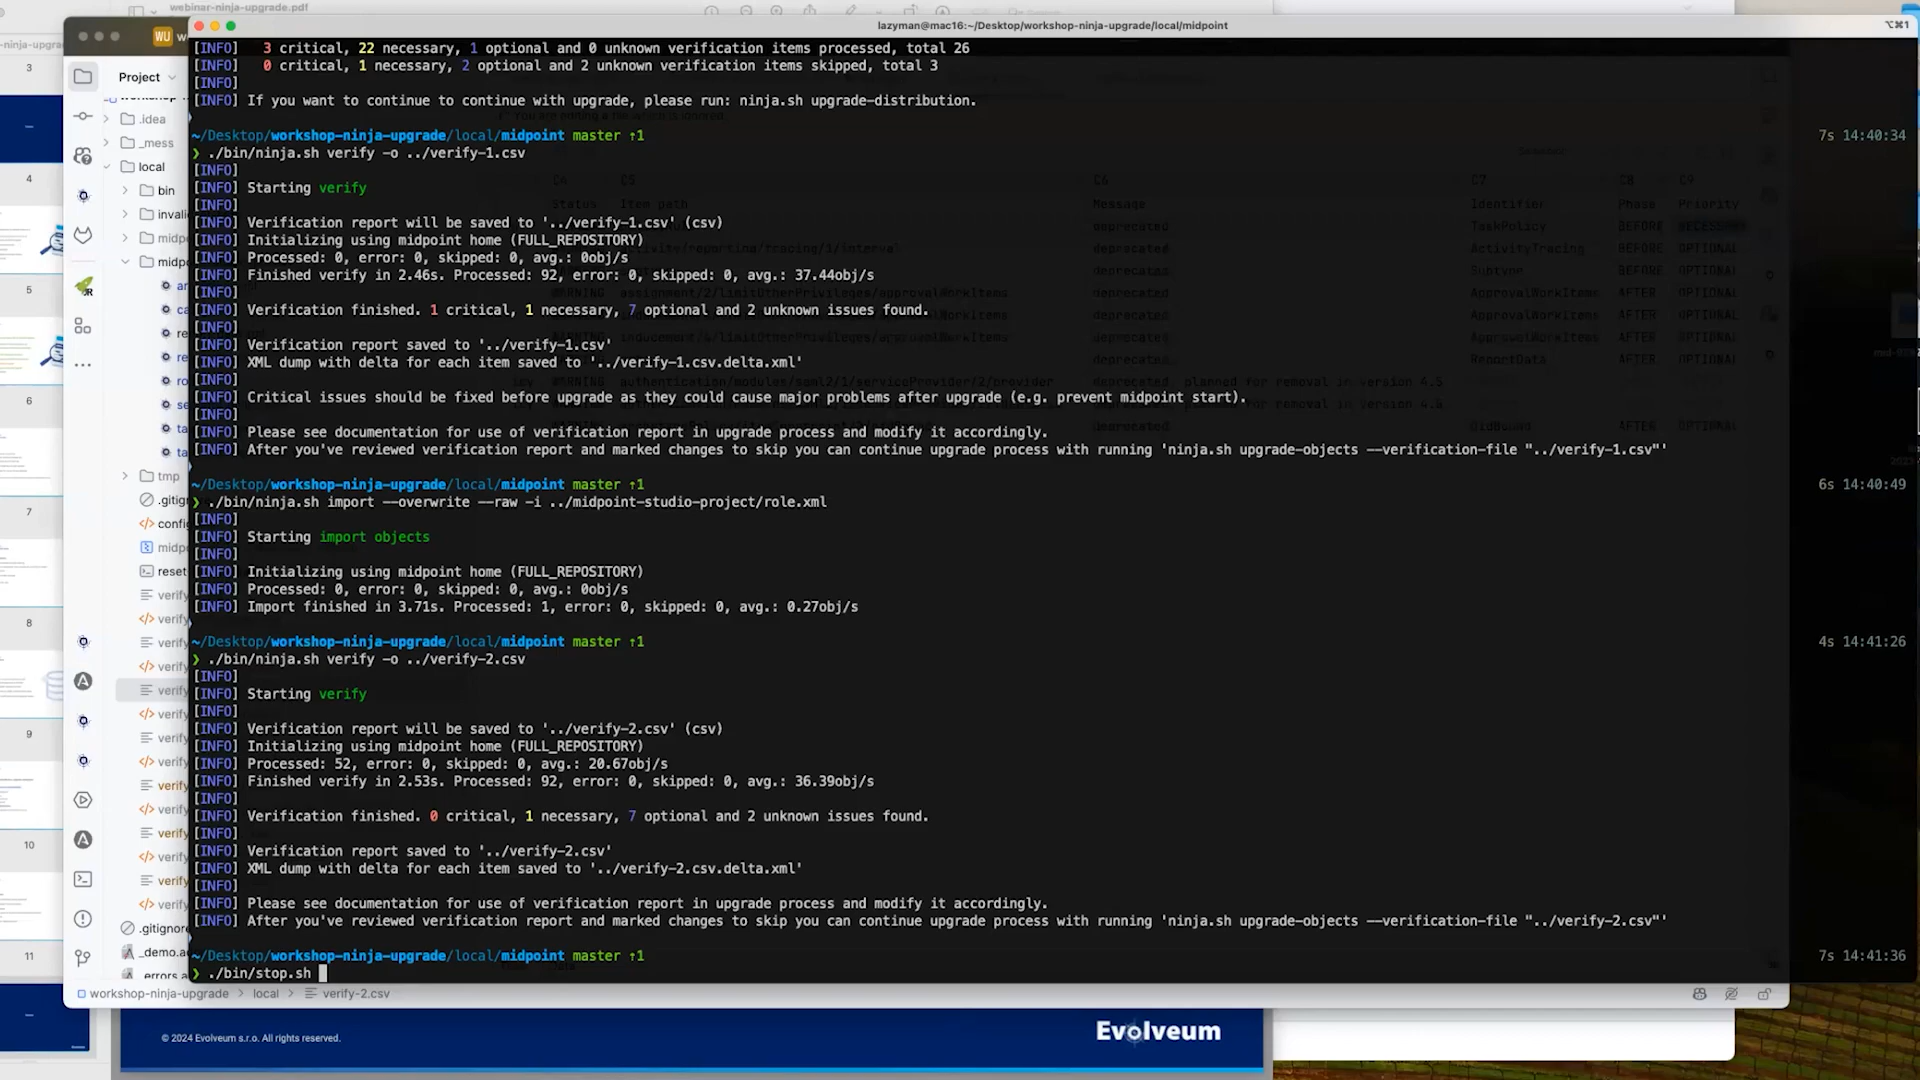 webinar-ninja-upgrade.pdf
lazyman@mac16:~/Desktop/workshop-ninja-upgrade/local/midpoint
⌥⌘1
WU
Project
.idea
_mess
local
bin
tmp
3
4
5
6
7
8
9
10
11
[INFO]   3 critical, 22 necessary, 1 optional and 0 unknown verification items processed, total 26
[INFO]   0 critical, 1 necessary, 2 optional and 2 unknown verification items skipped, total 3
[INFO]
[INFO] If you want to continue to continue with upgrade, please run: ninja.sh upgrade-distribution.
~/Desktop/workshop-ninja-upgrade/local/midpoint master ⇡1
7s 14:40:34
❯ ./bin/ninja.sh verify -o ../verify-1.csv
[INFO]
[INFO] Starting verify
[INFO]
[INFO] Verification report will be saved to '../verify-1.csv' (csv)
[INFO] Initializing using midpoint home (FULL_REPOSITORY)
[INFO] Processed: 0, error: 0, skipped: 0, avg.: 0obj/s
[INFO] Finished verify in 2.46s. Processed: 92, error: 0, skipped: 0, avg.: 37.44obj/s
[INFO]
[INFO] Verification finished. 1 critical, 1 necessary, 7 optional and 2 unknown issues found.
[INFO]
[INFO] Verification report saved to '../verify-1.csv'
[INFO] XML dump with delta for each item saved to '../verify-1.csv.delta.xml'
[INFO]
[INFO] Critical issues should be fixed before upgrade as they could cause major problems after upgrade (e.g. prevent midpoint start).
[INFO]
[INFO] Please see documentation for use of verification report in upgrade process and modify it accordingly.
[INFO] After you've reviewed verification report and marked changes to skip you can continue upgrade process with running 'ninja.sh upgrade-objects --verification-file "../verify-1.csv"'
~/Desktop/workshop-ninja-upgrade/local/midpoint master ⇡1
6s 14:40:49
❯ ./bin/ninja.sh import --overwrite --raw -i ../midpoint-studio-project/role.xml
[INFO]
[INFO] Starting import objects
[INFO]
[INFO] Initializing using midpoint home (FULL_REPOSITORY)
[INFO] Processed: 0, error: 0, skipped: 0, avg.: 0obj/s
[INFO] Import finished in 3.71s. Processed: 1, error: 0, skipped: 0, avg.: 0.27obj/s
~/Desktop/workshop-ninja-upgrade/local/midpoint master ⇡1
4s 14:41:26
❯ ./bin/ninja.sh verify -o ../verify-2.csv
[INFO]
[INFO] Starting verify
[INFO]
[INFO] Verification report will be saved to '../verify-2.csv' (csv)
[INFO] Initializing using midpoint home (FULL_REPOSITORY)
[INFO] Processed: 52, error: 0, skipped: 0, avg.: 20.67obj/s
[INFO] Finished verify in 2.53s. Processed: 92, error: 0, skipped: 0, avg.: 36.39obj/s
[INFO]
[INFO] Verification finished. 0 critical, 1 necessary, 7 optional and 2 unknown issues found.
[INFO]
[INFO] Verification report saved to '../verify-2.csv'
[INFO] XML dump with delta for each item saved to '../verify-2.csv.delta.xml'
[INFO]
[INFO] Please see documentation for use of verification report in upgrade process and modify it accordingly.
[INFO] After you've reviewed verification report and marked changes to skip you can continue upgrade process with running 'ninja.sh upgrade-objects --verification-file "../verify-2.csv"'
~/Desktop/workshop-ninja-upgrade/local/midpoint master ⇡1
7s 14:41:36
❯ ./bin/stop.sh
workshop-ninja-upgrade > local > verify-2.csv
© 2024 Evolveum s.r.o. All rights reserved.
Evolveum